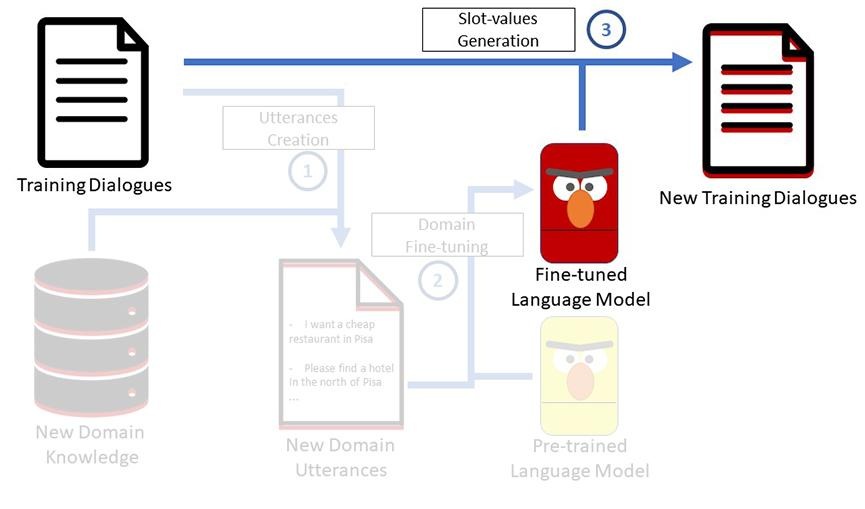 Slot-values
Generation
3
Training Dialogues
Utterances
Creation
1
New Training Dialogues
Domain
Fine-tuning
2
Fine-tuned
Language Model
- I want a cheap
restaurant in Pisa
- Please find a hotel
In the north of Pisa
...
New Domain
Knowledge
New Domain
Utterances
Pre-trained
Language Model